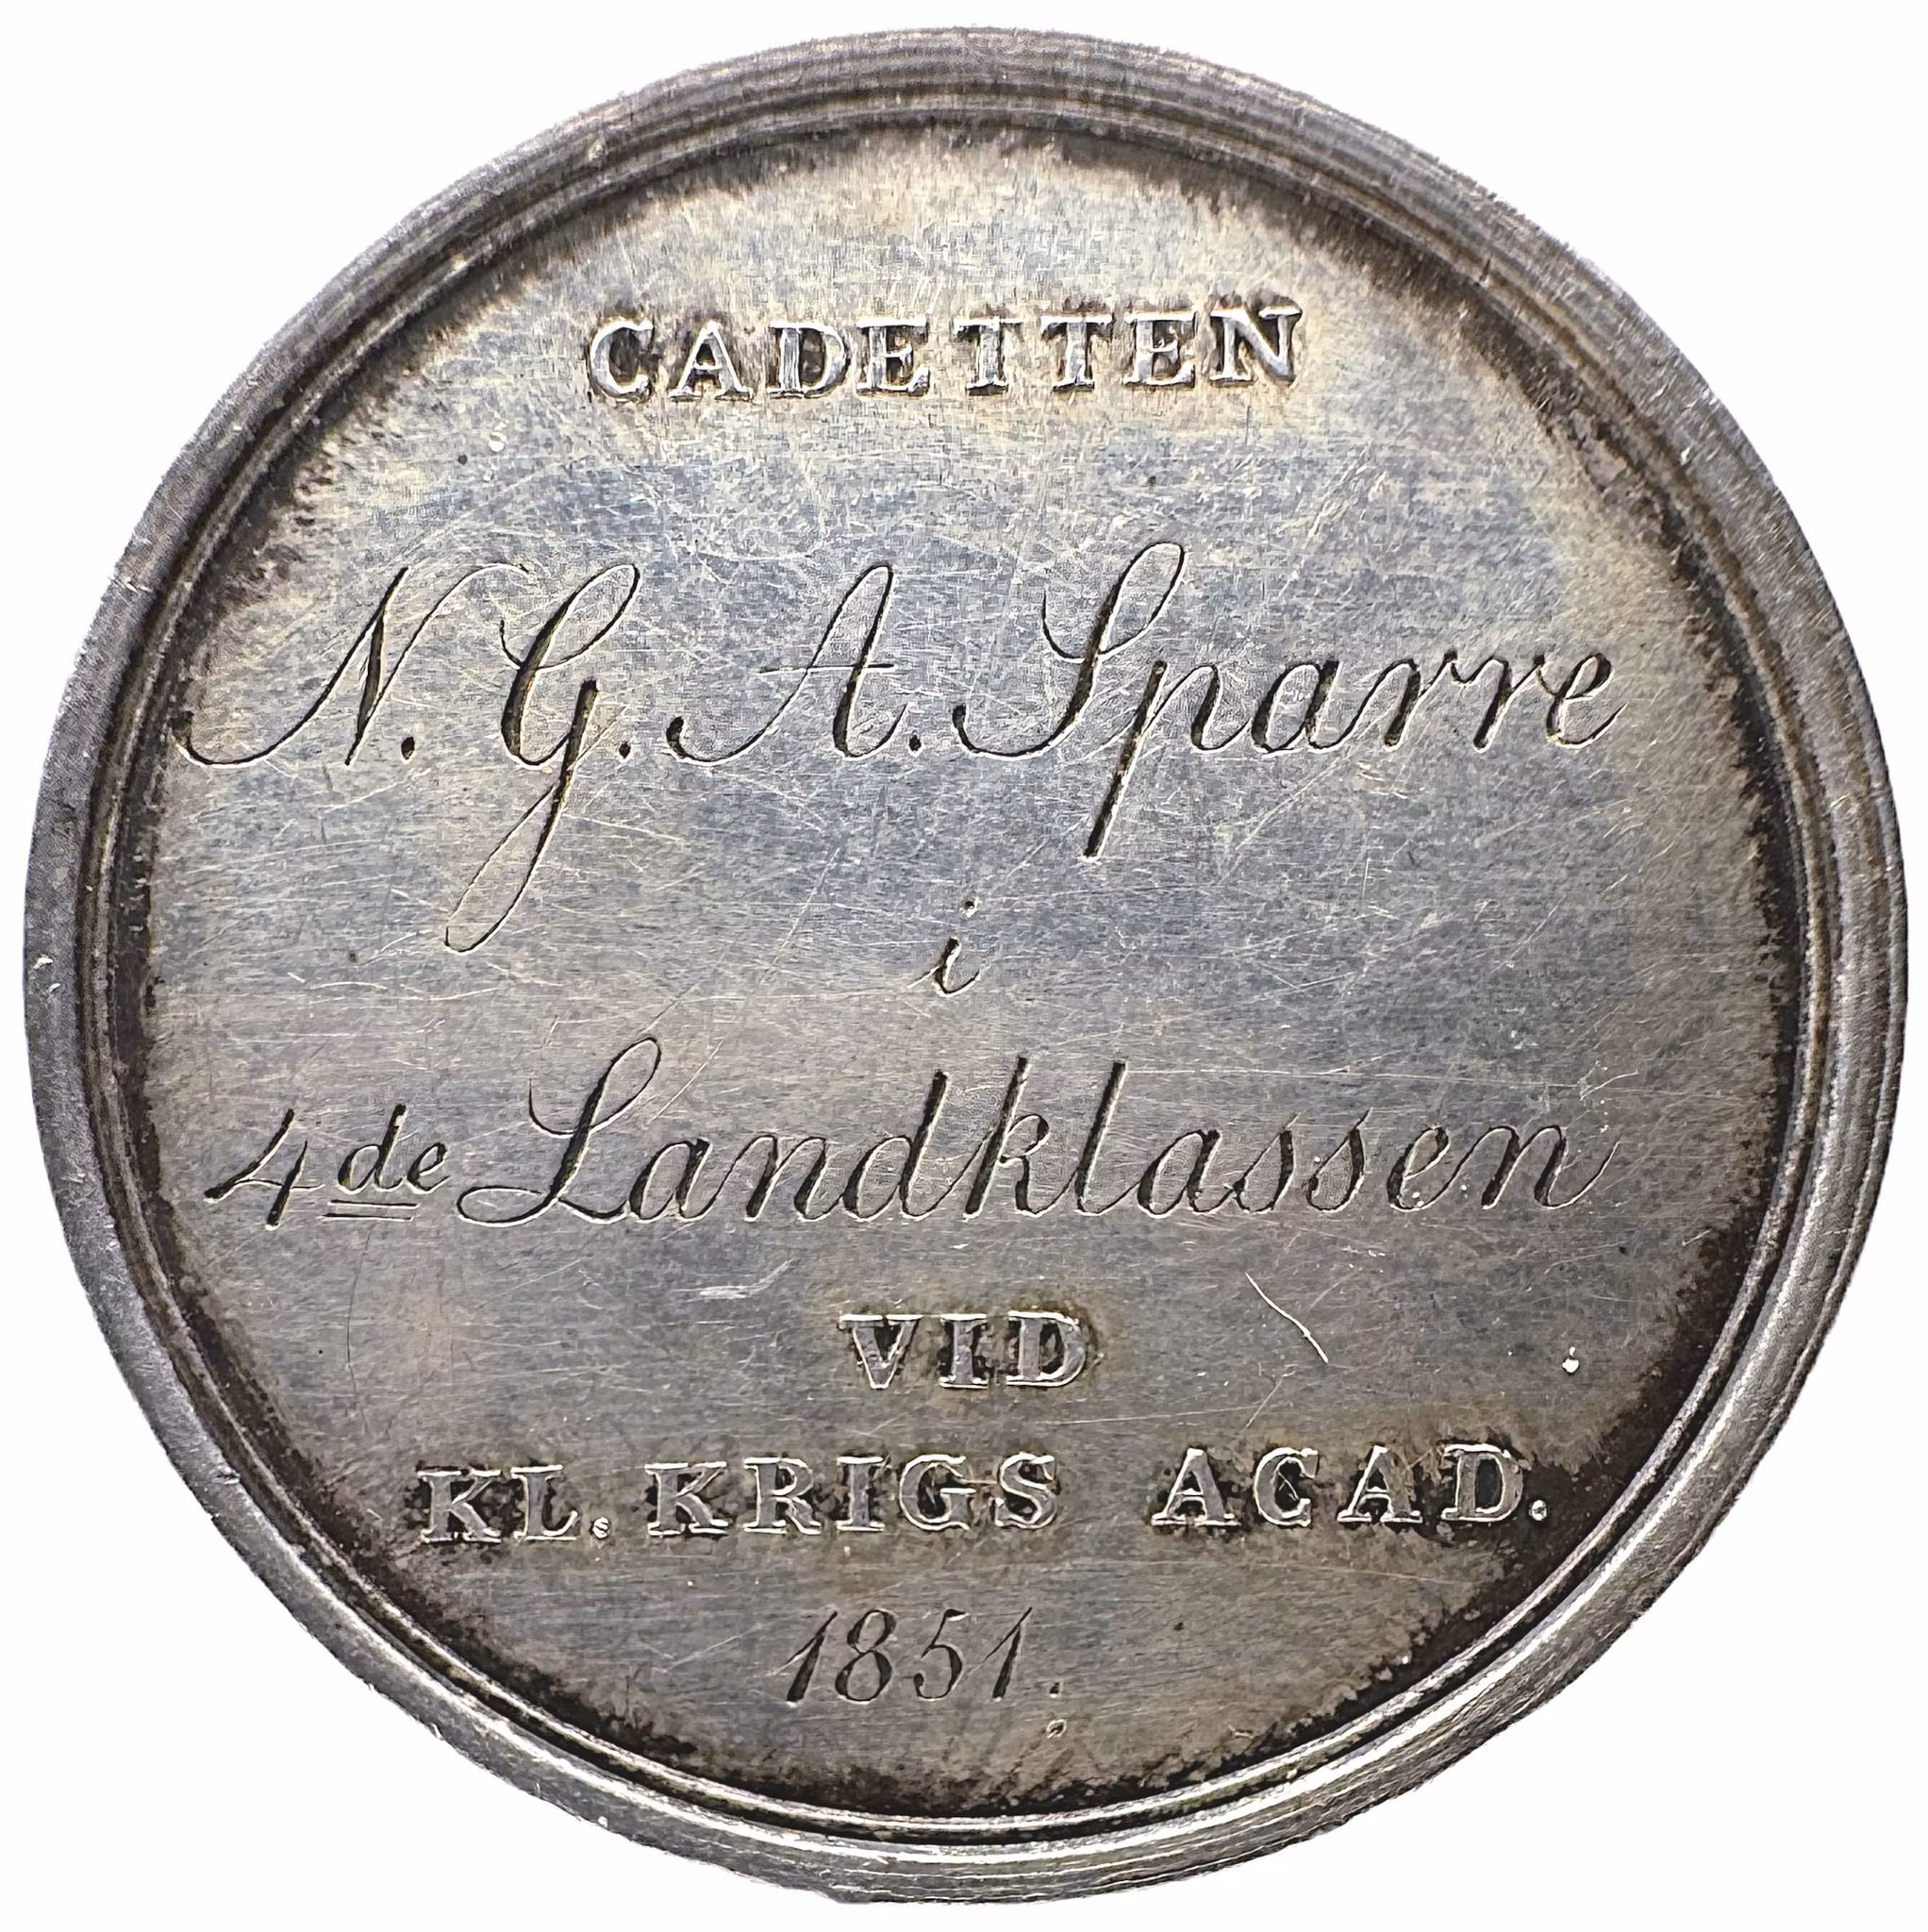 CADETTEN
N. G. A. Sparre
i
4de Landklassen
VID
KL. KRIGS ACAD.
1851.